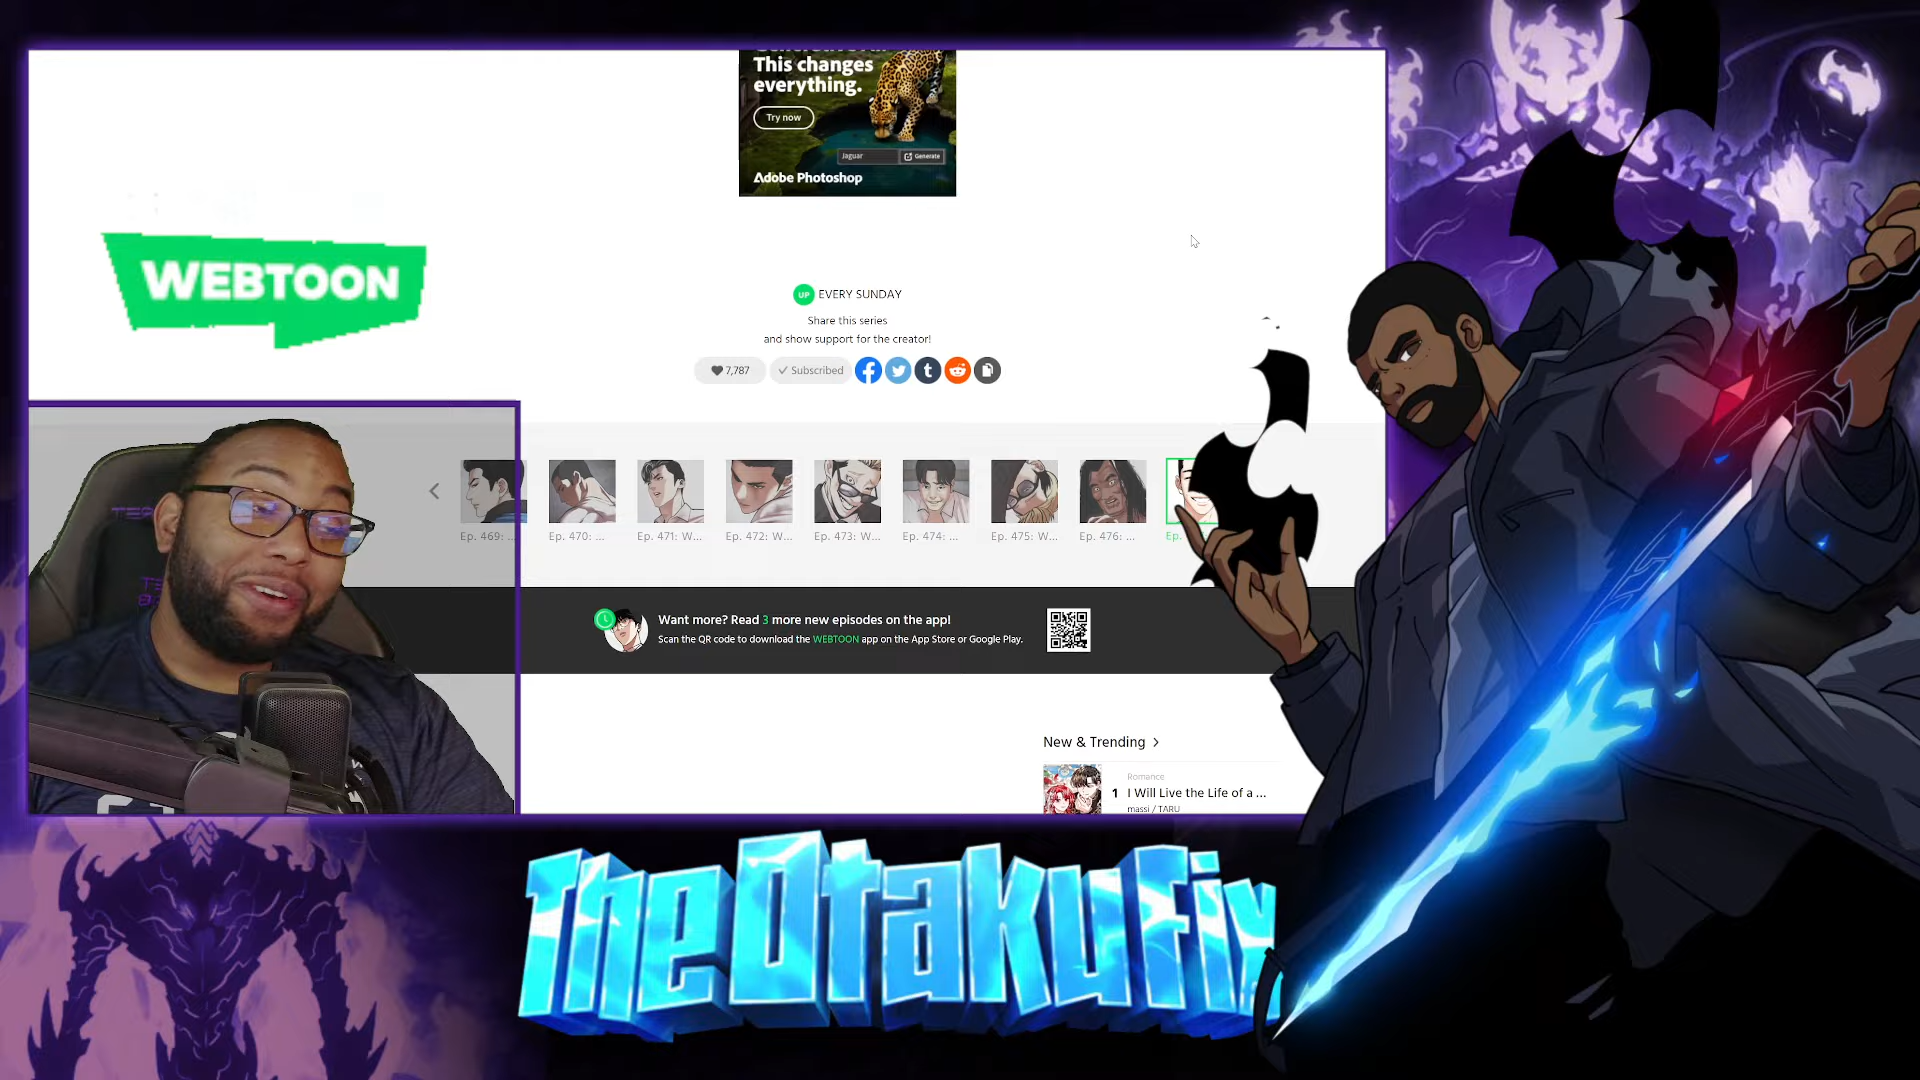 This changes
everything.
Try now
Jaguar
Generate
Adobe Photoshop
WEBTOON
UP EVERY SUNDAY
Share this series
and show support for the creator!
7,787
Subscribed
Ep. 469: ...
Ep. 470: ...
Ep. 471: W...
Ep. 472: W...
Ep. 473: W...
Ep. 474: ...
Ep. 475: W...
Ep. 476: ...
Ep.
Want more? Read 3 more new episodes on the app!
Scan the QR code to download the WEBTOON app on the App Store or Google Play.
New & Trending >
Romance
1 I Will Live the Life of a ...
massi / TARU
TheOtakuFix